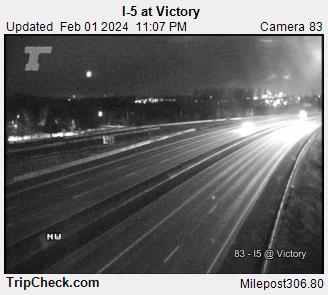 I-5 at Victory
Updated Feb 01 2024 11:07 PM Camera 83
T
NW
83 - I5 @ Victory
TripCheck.com Milepost306.80